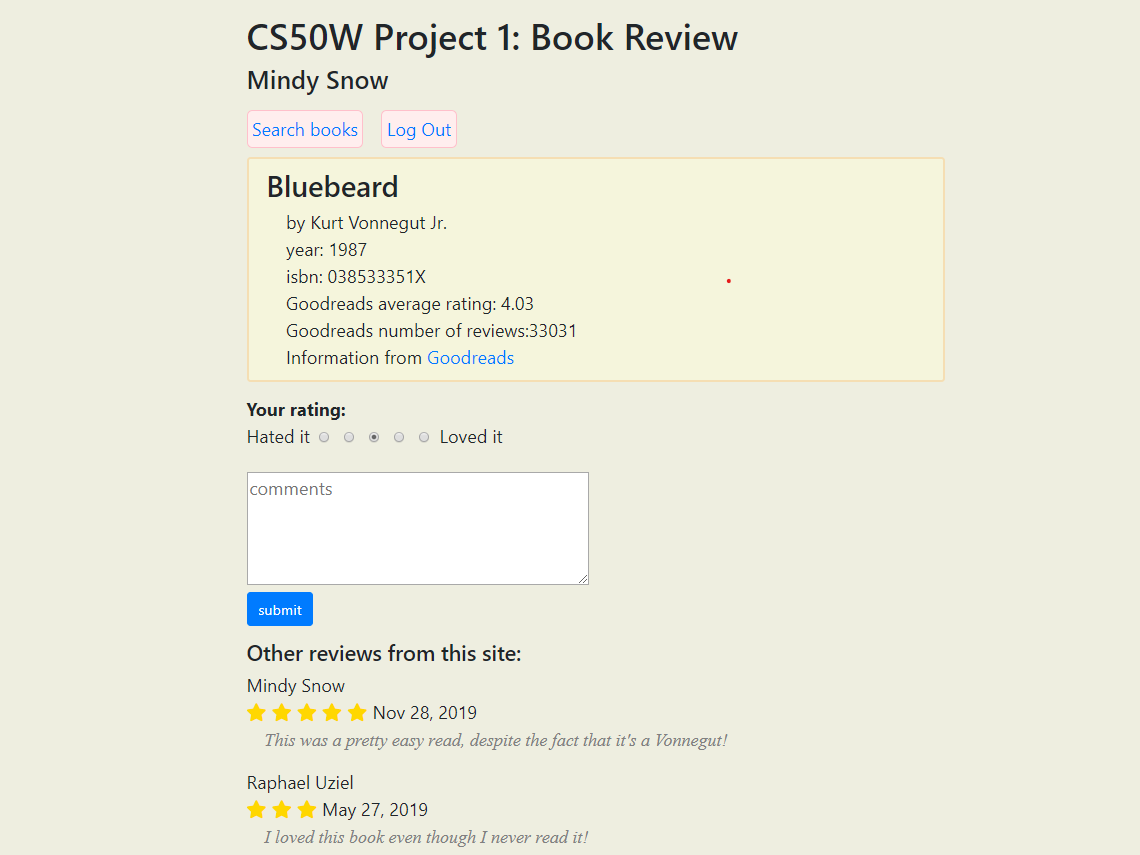 CS50W Project 1: Book Review
Mindy Snow
Search books Log Out
Bluebeard
by Kurt Vonnegut Jr.
year: 1987
isbn: 038533351X
Goodreads average rating: 4.03
Goodreads number of reviews:33031
Information from Goodreads
Your rating:
Hated it Loved it
comments
submit
Other reviews from this site:
Mindy Snow
Nov 28, 2019
This was a pretty easy read, despite the fact that it's a Vonnegut!
Raphael Uziel
May 27, 2019
I loved this book even though I never read it!